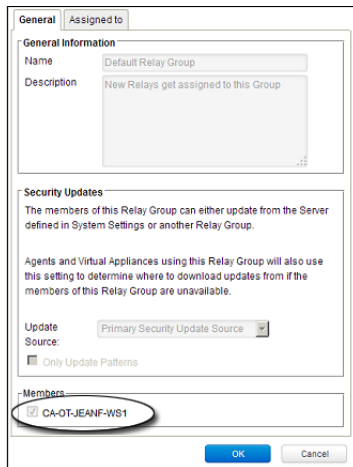 General Assigned to
General Information
Name Default Relay Group
Description New Relays get assigned to this Group
Security Updates
The members of this Relay Group can either update from the Server
defined in System Settings or another Relay Group.
Agents and Virtual Appliances using this Relay Group will also use
this setting to determine where to download updates from if the
members of this Relay Group are unavailable.
Update
Source: Primary Security Update Source
Only Update Patterns
Members
CA-OT-JEANF-WS1
OK Cancel